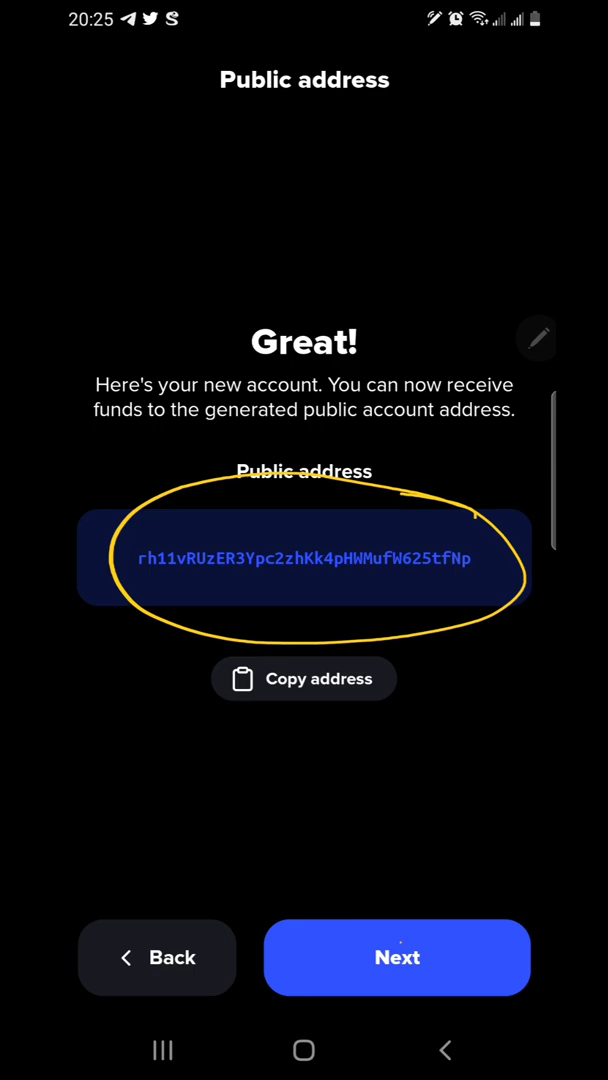 20:25
Public address
Great!
Here's your new account. You can now receive
funds to the generated public account address.
Public address
rh11vRUzER3Ypc2zhKk4pHWMufW625tfNp
Copy address
Back
Next